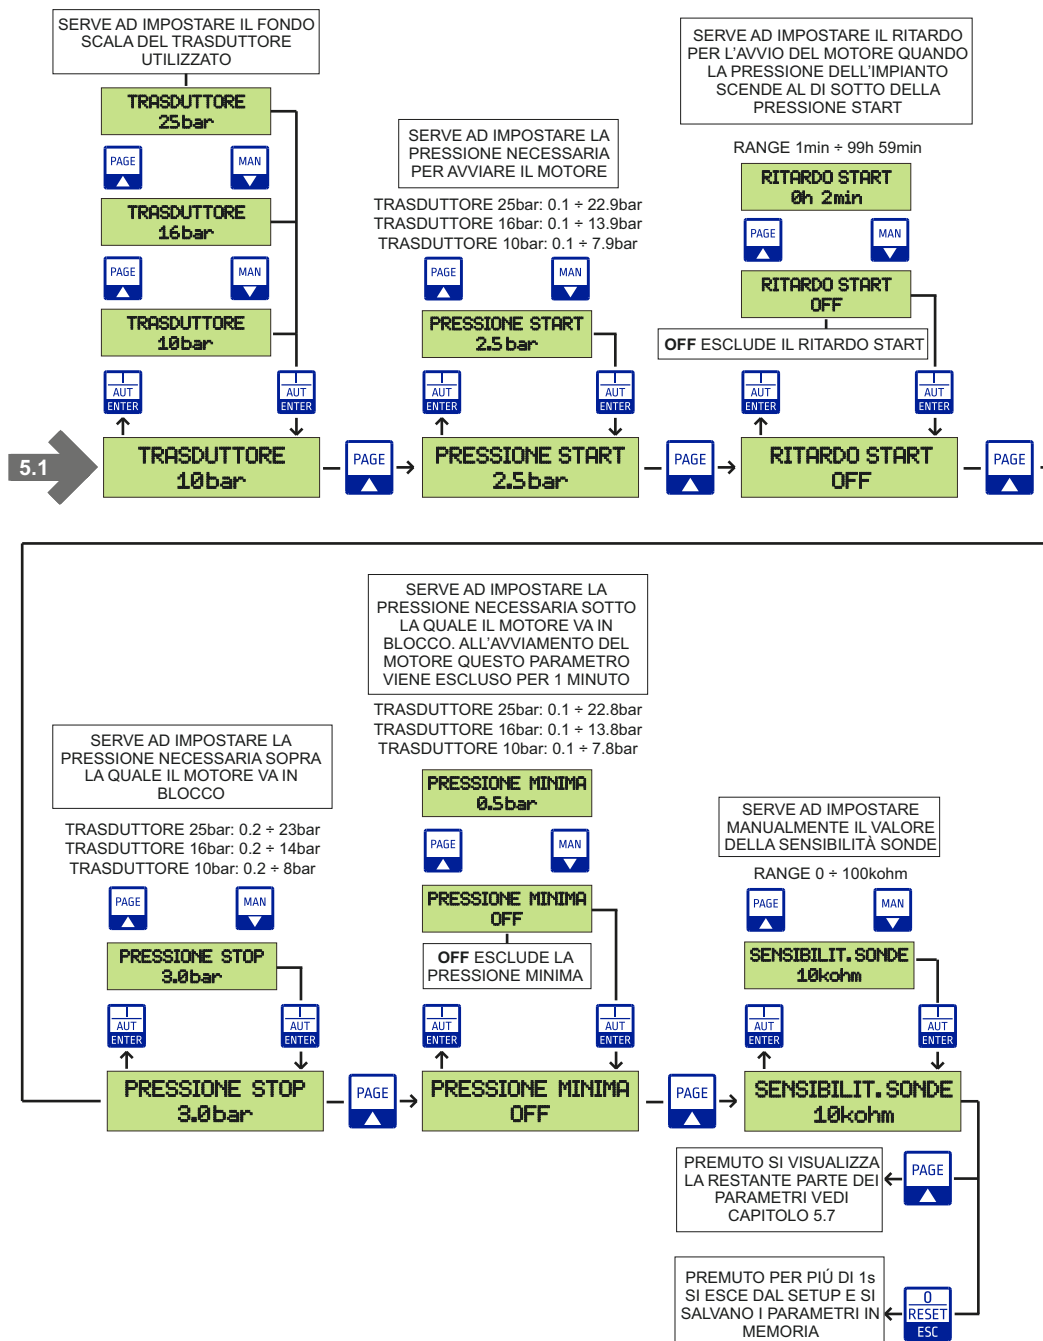 SERVE AD IMPOSTARE IL FONDO
SCALA DEL TRASDUTTORE
UTILIZZATO
TRASDUTTORE
25bar
PAGE
MAN
TRASDUTTORE
16bar
PAGE
MAN
TRASDUTTORE
10bar
I
AUT
ENTER
I
AUT
ENTER
5.1
TRASDUTTORE
10bar
PAGE
SERVE AD IMPOSTARE LA
PRESSIONE NECESSARIA
PER AVVIARE IL MOTORE
TRASDUTTORE 25bar: 0.1 ÷ 22.9bar
TRASDUTTORE 16bar: 0.1 ÷ 13.9bar
TRASDUTTORE 10bar: 0.1 ÷ 7.9bar
PAGE
MAN
PRESSIONE START
2.5bar
I
AUT
ENTER
I
AUT
ENTER
PRESSIONE START
2.5bar
PAGE
SERVE AD IMPOSTARE IL RITARDO
PER L'AVVIO DEL MOTORE QUANDO
LA PRESSIONE DELL'IMPIANTO
SCENDE AL DI SOTTO DELLA
PRESSIONE START
RANGE 1min ÷ 99h 59min
RITARDO START
0h 2min
PAGE
MAN
RITARDO START
OFF
OFF ESCLUDE IL RITARDO START
I
AUT
ENTER
I
AUT
ENTER
RITARDO START
OFF
PAGE
SERVE AD IMPOSTARE LA
PRESSIONE NECESSARIA SOPRA
LA QUALE IL MOTORE VA IN
BLOCCO
TRASDUTTORE 25bar: 0.2 ÷ 23bar
TRASDUTTORE 16bar: 0.2 ÷ 14bar
TRASDUTTORE 10bar: 0.2 ÷ 8bar
PAGE
MAN
PRESSIONE STOP
3.0bar
I
AUT
ENTER
I
AUT
ENTER
PRESSIONE STOP
3.0bar
PAGE
SERVE AD IMPOSTARE LA
PRESSIONE NECESSARIA SOTTO
LA QUALE IL MOTORE VA IN
BLOCCO. ALL'AVVIAMENTO DEL
MOTORE QUESTO PARAMETRO
VIENE ESCLUSO PER 1 MINUTO
TRASDUTTORE 25bar: 0.1 ÷ 22.8bar
TRASDUTTORE 16bar: 0.1 ÷ 13.8bar
TRASDUTTORE 10bar: 0.1 ÷ 7.8bar
PRESSIONE MINIMA
0.5bar
PAGE
MAN
PRESSIONE MINIMA
OFF
OFF ESCLUDE LA
PRESSIONE MINIMA
I
AUT
ENTER
I
AUT
ENTER
PRESSIONE MINIMA
OFF
PAGE
SERVE AD IMPOSTARE
MANUALMENTE IL VALORE
DELLA SENSIBILITÀ SONDE
RANGE 0 ÷ 100kohm
PAGE
MAN
SENSIBILIT.SONDE
10kohm
I
AUT
ENTER
I
AUT
ENTER
SENSIBILIT.SONDE
10kohm
PREMUTO SI VISUALIZZA
LA RESTANTE PARTE DEI
PARAMETRI VEDI
CAPITOLO 5.7
PAGE
PREMUTO PER PIÚ DI 1s
SI ESCE DAL SETUP E SI
SALVANO I PARAMETRI IN
MEMORIA
0
RESET
ESC